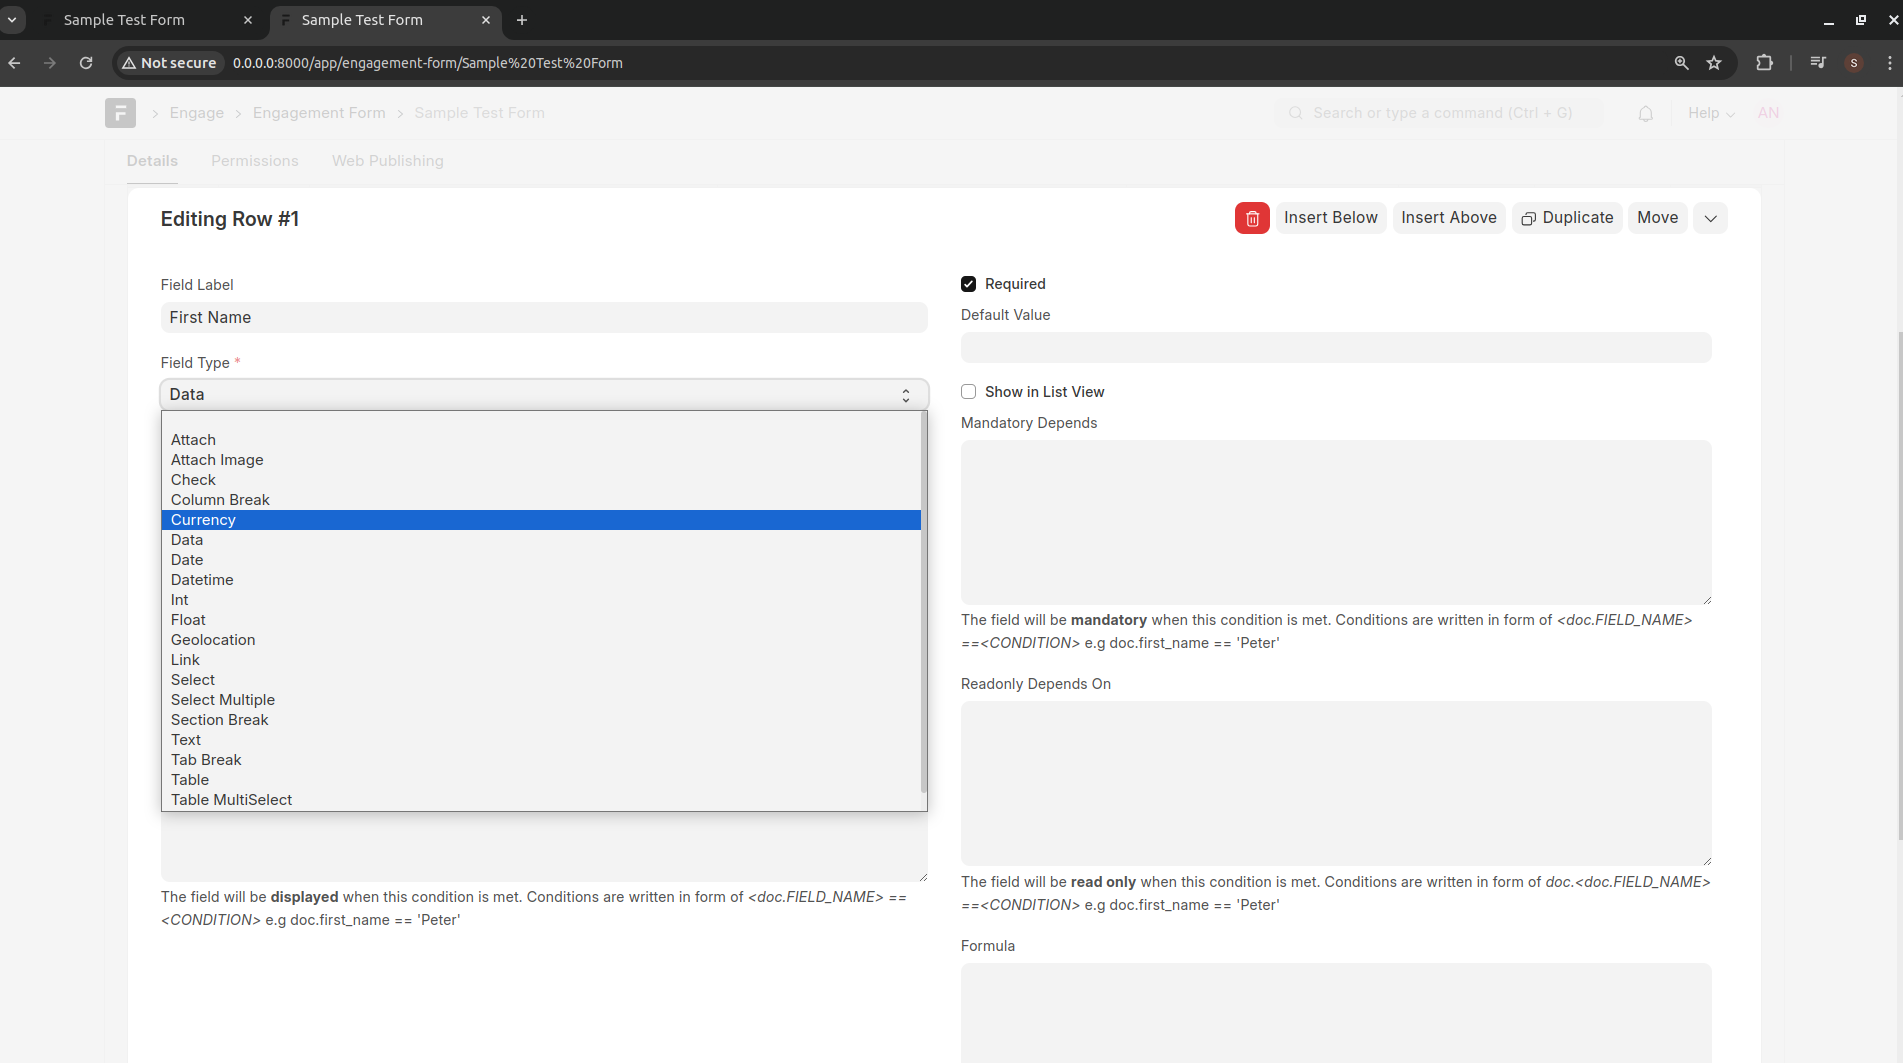 Sample Test Form
Sample Test Form
Not secure
0.0.0.0:8000/app/engagement-form/Sample%20Test%20Form
S
Engage
Engagement Form
Sample Test Form
Search or type a command (Ctrl + G)
Help
AN
Details
Permissions
Web Publishing
Editing Row #1
Insert Below
Insert Above
Duplicate
Move
Field Label
First Name
Field Type *
Data
Attach
Attach Image
Check
Column Break
Currency
Data
Date
Datetime
Int
Float
Geolocation
Link
Select
Select Multiple
Section Break
Text
Tab Break
Table
Table MultiSelect
The field will be displayed when this condition is met. Conditions are written in form of <doc.FIELD_NAME> ==
<CONDITION> e.g doc.first_name == 'Peter'
Required
Default Value
Show in List View
Mandatory Depends
The field will be mandatory when this condition is met. Conditions are written in form of <doc.FIELD_NAME>
==<CONDITION> e.g doc.first_name == 'Peter'
Readonly Depends On
The field will be read only when this condition is met. Conditions are written in form of doc.<doc.FIELD_NAME>
==<CONDITION> e.g doc.first_name == 'Peter'
Formula